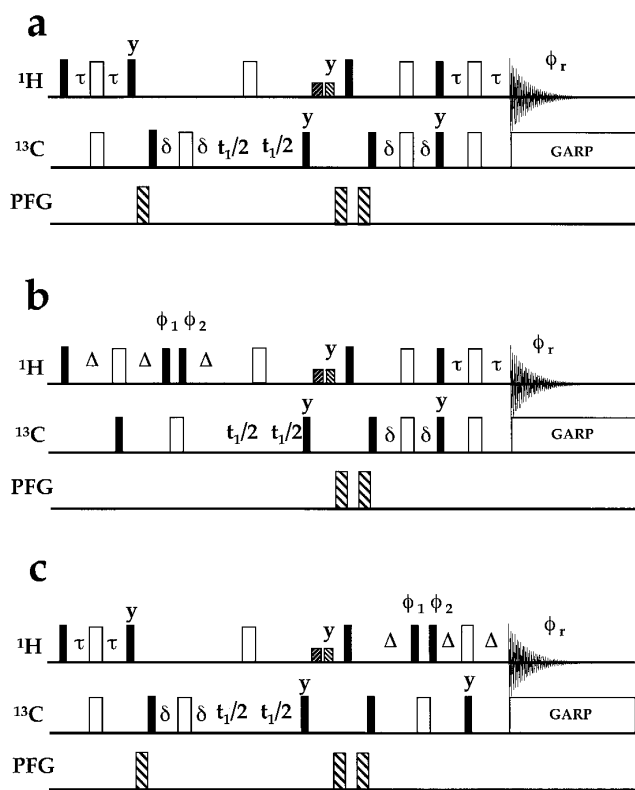 a
y y ϕr
¹H τ τ τ τ
y y
¹³C δ δ t₁/2 t₁/2 δ δ GARP
PFG
b
ϕ₁ ϕ₂ y ϕr
¹H Δ Δ Δ τ τ
y y
¹³C t₁/2 t₁/2 δ δ GARP
PFG
c
ϕ₁ ϕ₂
y y ϕr
¹H τ τ Δ Δ Δ
y y
¹³C δ δ t₁/2 t₁/2 GARP
PFG